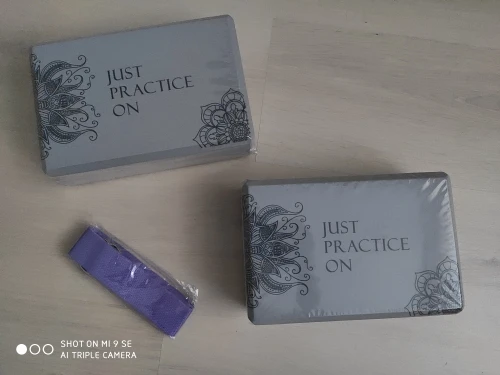 JUST
PRACTICE
ON
JUST
PRACTICE
ON
SHOT ON MI 9 SE
AI TRIPLE CAMERA